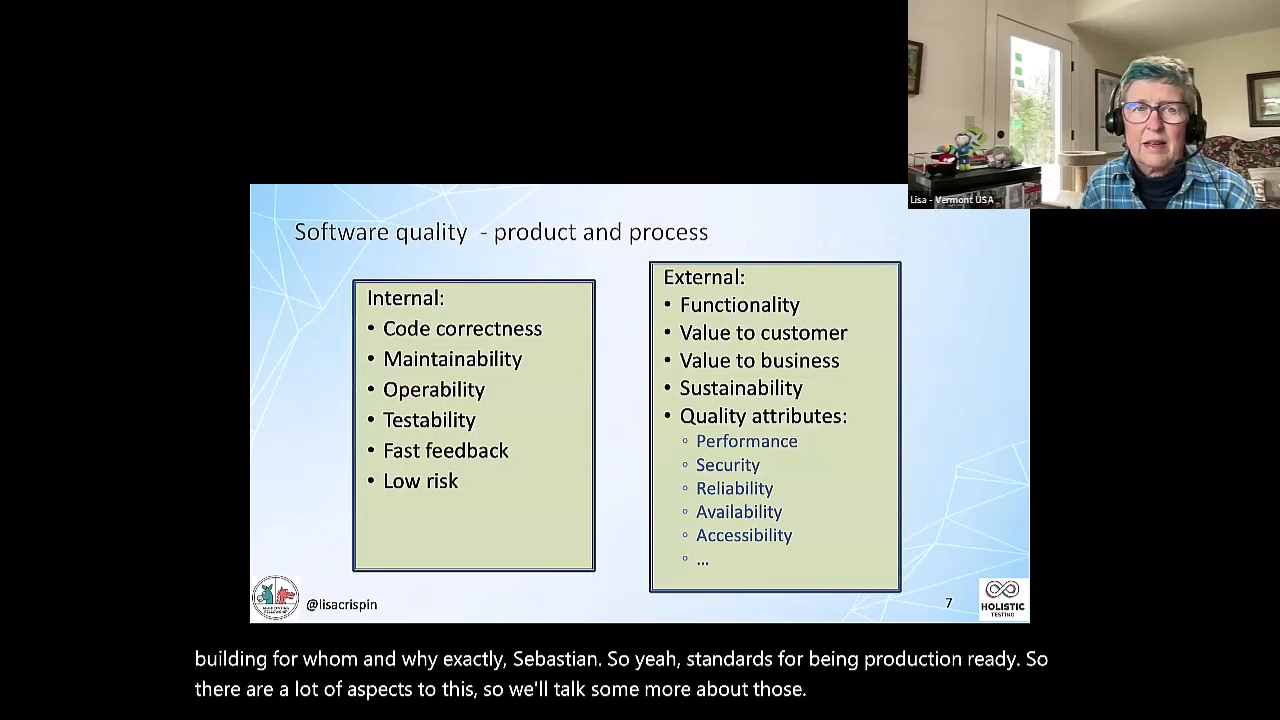 Lisa - Vermont USA
Software quality - product and process
Internal:
• Code correctness
• Maintainability
• Operability
• Testability
• Fast feedback
• Low risk
External:
• Functionality
• Value to customer
• Value to business
• Sustainability
• Quality attributes:
◦ Performance
◦ Security
◦ Reliability
◦ Availability
◦ Accessibility
◦ ...
@lisacrispin
7
HOLISTIC
TESTING
building for whom and why exactly, Sebastian. So yeah, standards for being production ready. So
there are a lot of aspects to this, so we'll talk some more about those.